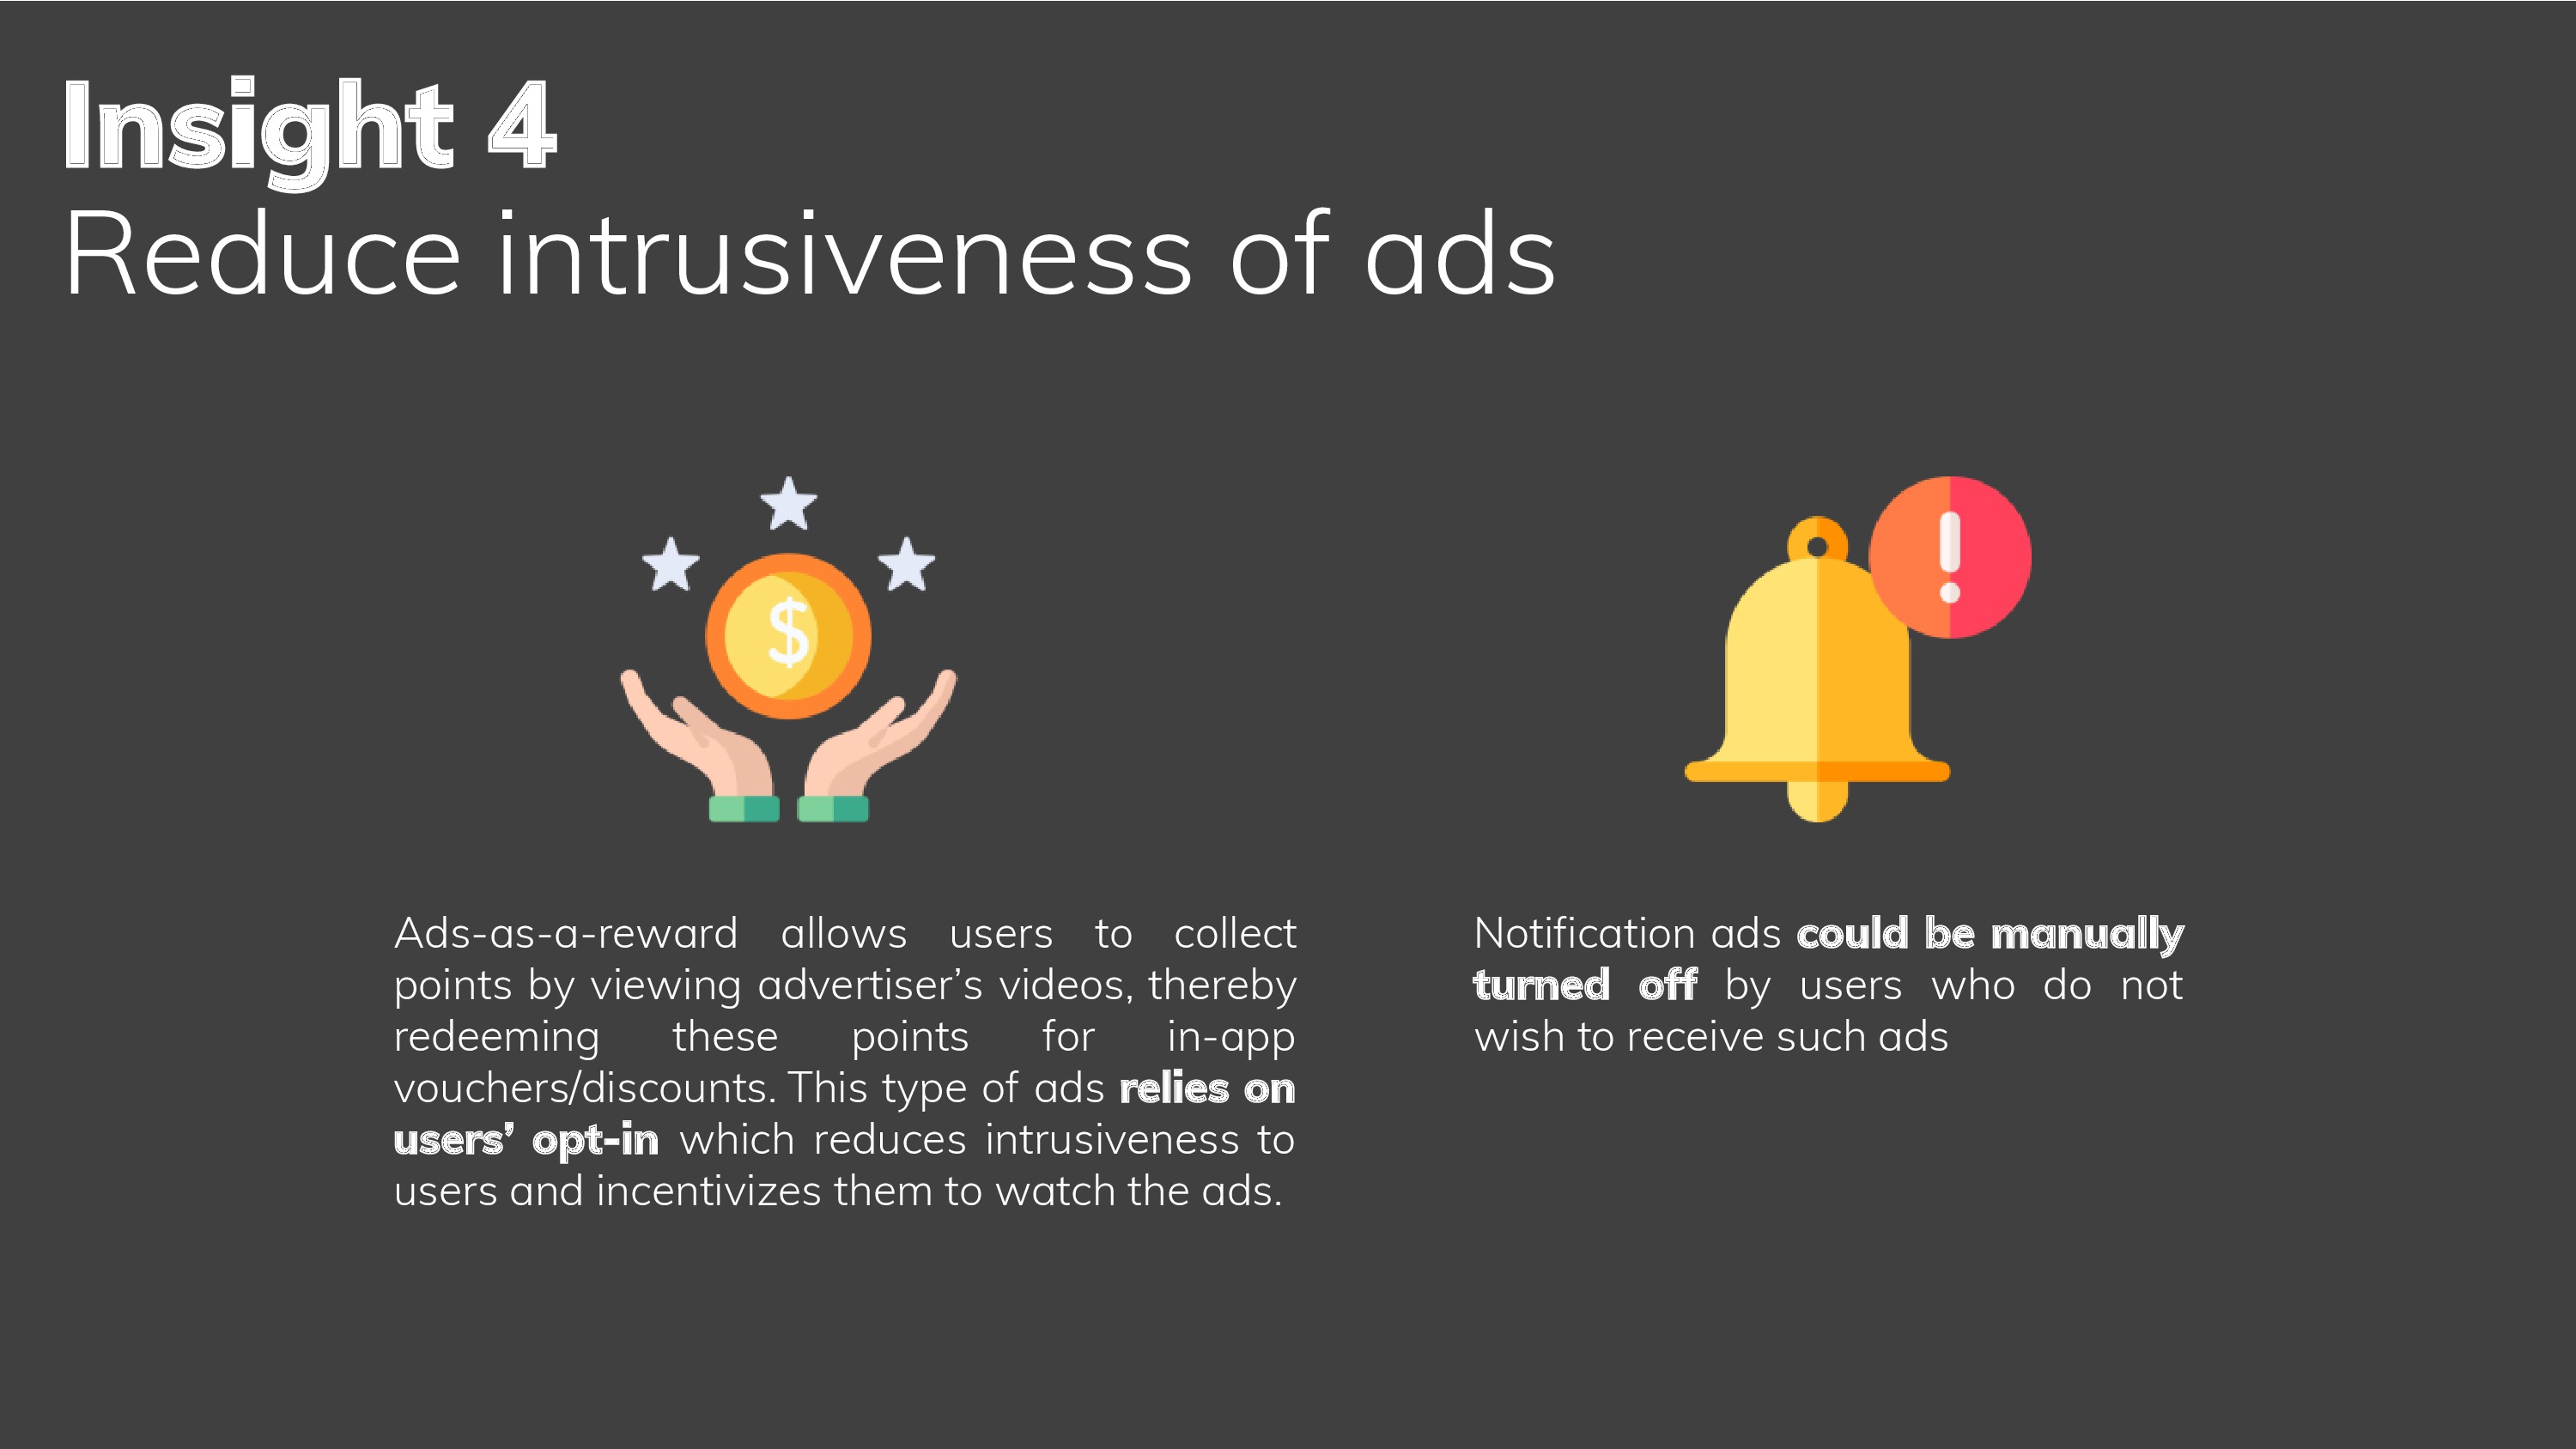 Insight 4
Reduce intrusiveness of ads
$
!
Ads-as-a-reward allows users to collect
points by viewing advertiser’s videos, thereby
redeeming these points for in-app
vouchers/discounts. This type of ads relies on
users’ opt-in which reduces intrusiveness to
users and incentivizes them to watch the ads.
Notification ads could be manually
turned off by users who do not
wish to receive such ads